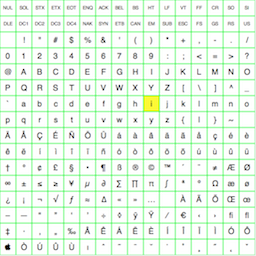 NUL SOL STX ETX ECT ENQ ACK BEL BS HT LF VT FF CR SO SI
DLE DC1 DC2 DC3 DC4 NAK SYN ETB CAN EM SUB ESC FS GS RS US
! " # $ % & ' ( ) * + , - . /
0 1 2 3 4 5 6 7 8 9 : ; < = > ?
@ A B C D E F G H I J K L M N O
P Q R S T U V W X Y Z [ \ ] ^ _
` a b c d e f g h i j k l m n o
p q r s t u v w x y z { | } ~
Ä Å Ç É Ñ Ö Ü á à â ä ã å ç é è
ê ë í ì î ï ñ ó ò ô ö õ ú ù û ü
† ° ¢ £ § • ¶ ß ® © ™ ´ ¨ ≠ Æ Ø
∞ ± ≤ ≥ ¥ µ ∂ ∑ ∏ π ∫ ª º Ω æ ø
¿ ¡ ¬ √ ƒ ≈ ∆ « » … À Ã Õ Œ œ
– — “ ” ‘ ’ ÷ ◊ ÿ Ÿ ⁄ € ‹ › fi fl
‡ · ‚ „ ‰ Â Ê Á Ë È Í Î Ï Ì Ó Ô
Ò Ú Û Ù ı ˆ ˜ ¯ ˘ ˙ ˚ ¸ ˝ ˛ ˇ